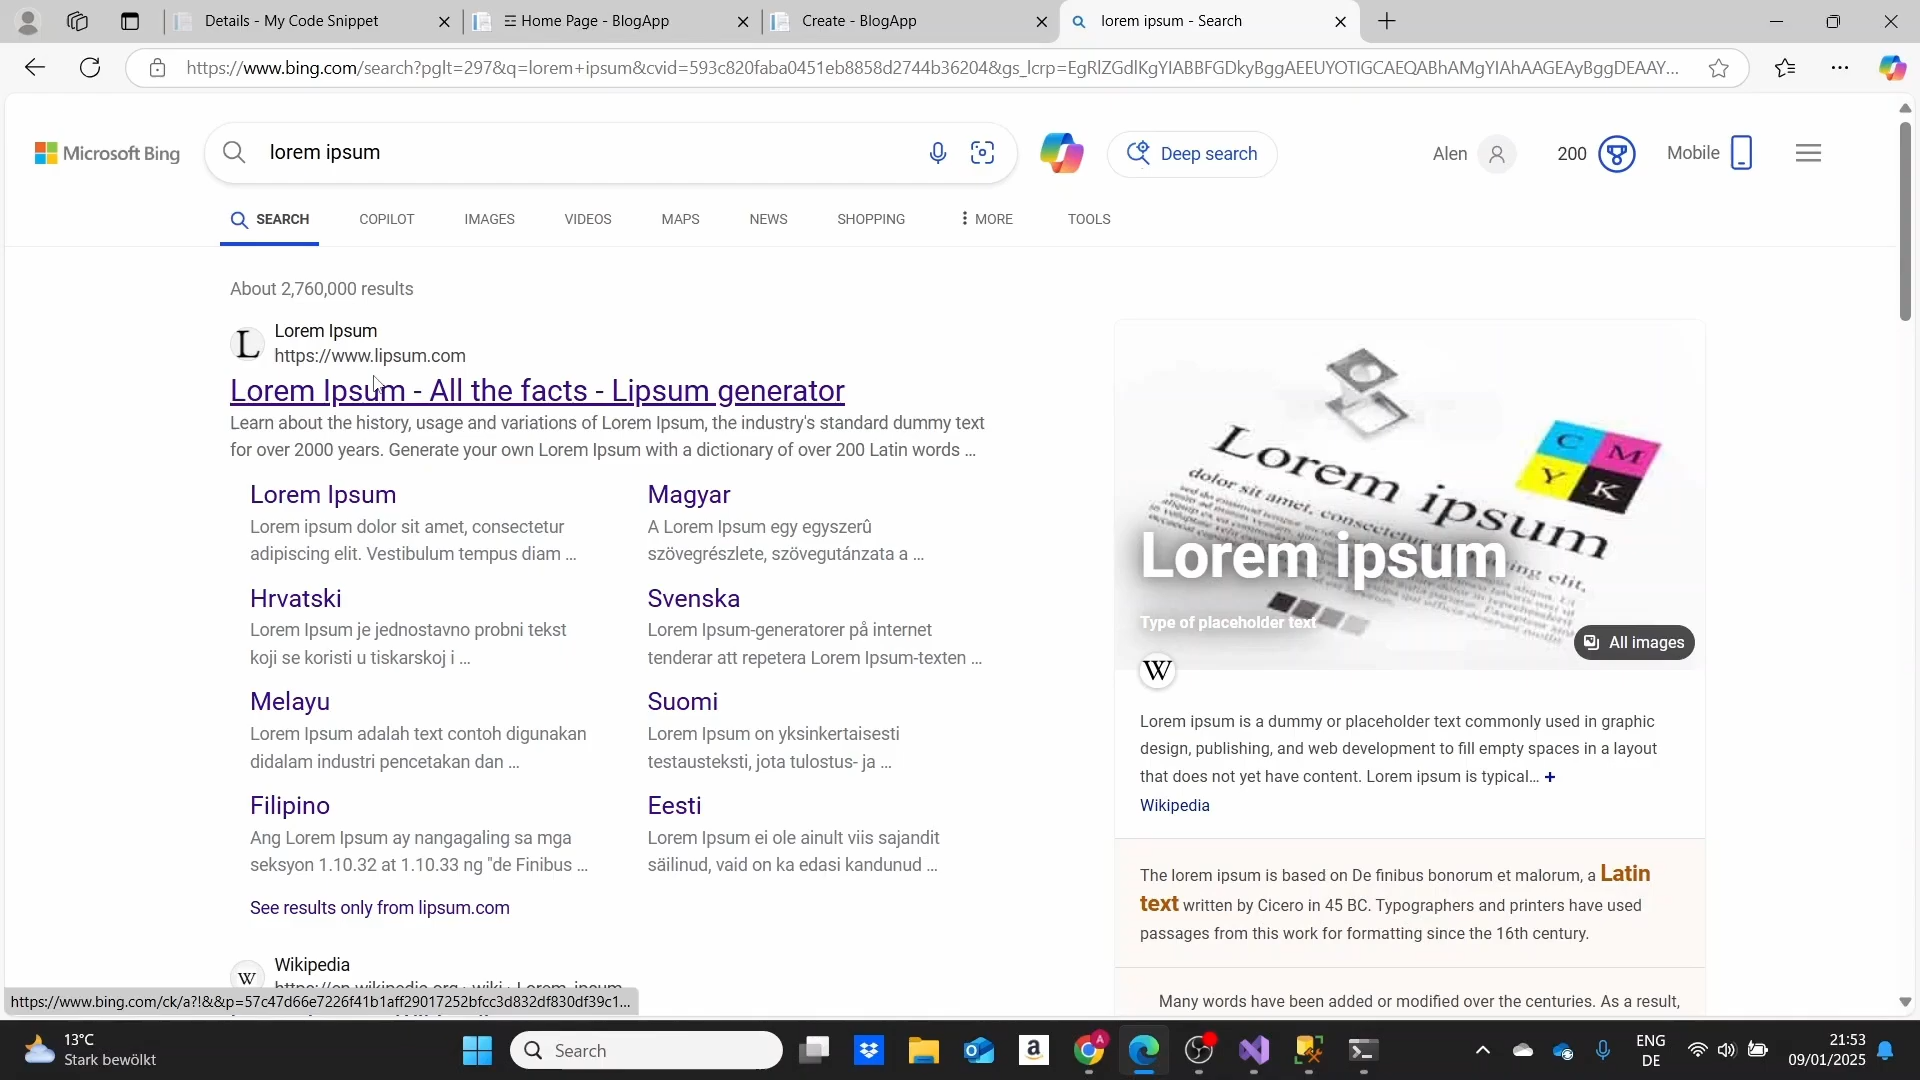 Details - My Code Snippet
Home Page - BlogApp
Create - BlogApp
lorem ipsum - Search
https://www.bing.com/search?pglt=297&q=lorem+ipsum&cvid=593c820faba0451eb8858d2744b36204&gs_lcrp=EgRlZGdlKgYIABBFGDkyBggAEEUYOTIGCAEQABhAMgYIAhAAGEAyBggDEAAY...
Microsoft Bing
lorem ipsum
Deep search
Alen
200
Mobile
SEARCH
COPILOT
IMAGES
VIDEOS
MAPS
NEWS
SHOPPING
MORE
TOOLS
About 2,760,000 results
L
Lorem Ipsum
https://www.lipsum.com
Lorem Ipsum - All the facts - Lipsum generator
Learn about the history, usage and variations of Lorem Ipsum, the industry's standard dummy text
for over 2000 years. Generate your own Lorem Ipsum with a dictionary of over 200 Latin words ...
Lorem Ipsum
Lorem ipsum dolor sit amet, consectetur
adipiscing elit. Vestibulum tempus diam ...
Magyar
A Lorem Ipsum egy egyszerû
szövegrészlete, szövegutánzata a ...
Hrvatski
Lorem Ipsum je jednostavno probni tekst
koji se koristi u tiskarskoj i ...
Svenska
Lorem Ipsum-generatorer på internet
tenderar att repetera Lorem Ipsum-texten ...
Melayu
Lorem Ipsum adalah text contoh digunakan
didalam industri pencetakan dan ...
Suomi
Lorem Ipsum on yksinkertaisesti
testausteksti, jota tulostus- ja ...
Filipino
Ang Lorem Ipsum ay nangagaling sa mga
seksyon 1.10.32 at 1.10.33 ng "de Finibus ...
Eesti
Lorem Ipsum ei ole ainult viis sajandit
säilinud, vaid on ka edasi kandunud ...
See results only from lipsum.com
W
Wikipedia
https://www.bing.com/ck/a?!&&p=57c47d66e7226f41b1aff29017252bfcc3d832df830df39c1...
C M
Y K
Lorem ipsum
dolor sit amet, consectetur
Lorem ipsum
Type of placeholder text
All images
W
Lorem ipsum is a dummy or placeholder text commonly used in graphic
design, publishing, and web development to fill empty spaces in a layout
that does not yet have content. Lorem ipsum is typical... +
Wikipedia
The lorem ipsum is based on De finibus bonorum et malorum, a Latin
text written by Cicero in 45 BC. Typographers and printers have used
passages from this work for formatting since the 16th century.
Many words have been added or modified over the centuries. As a result,
13°C
Stark bewölkt
Search
a
A
ENG
DE
21:53
09/01/2025